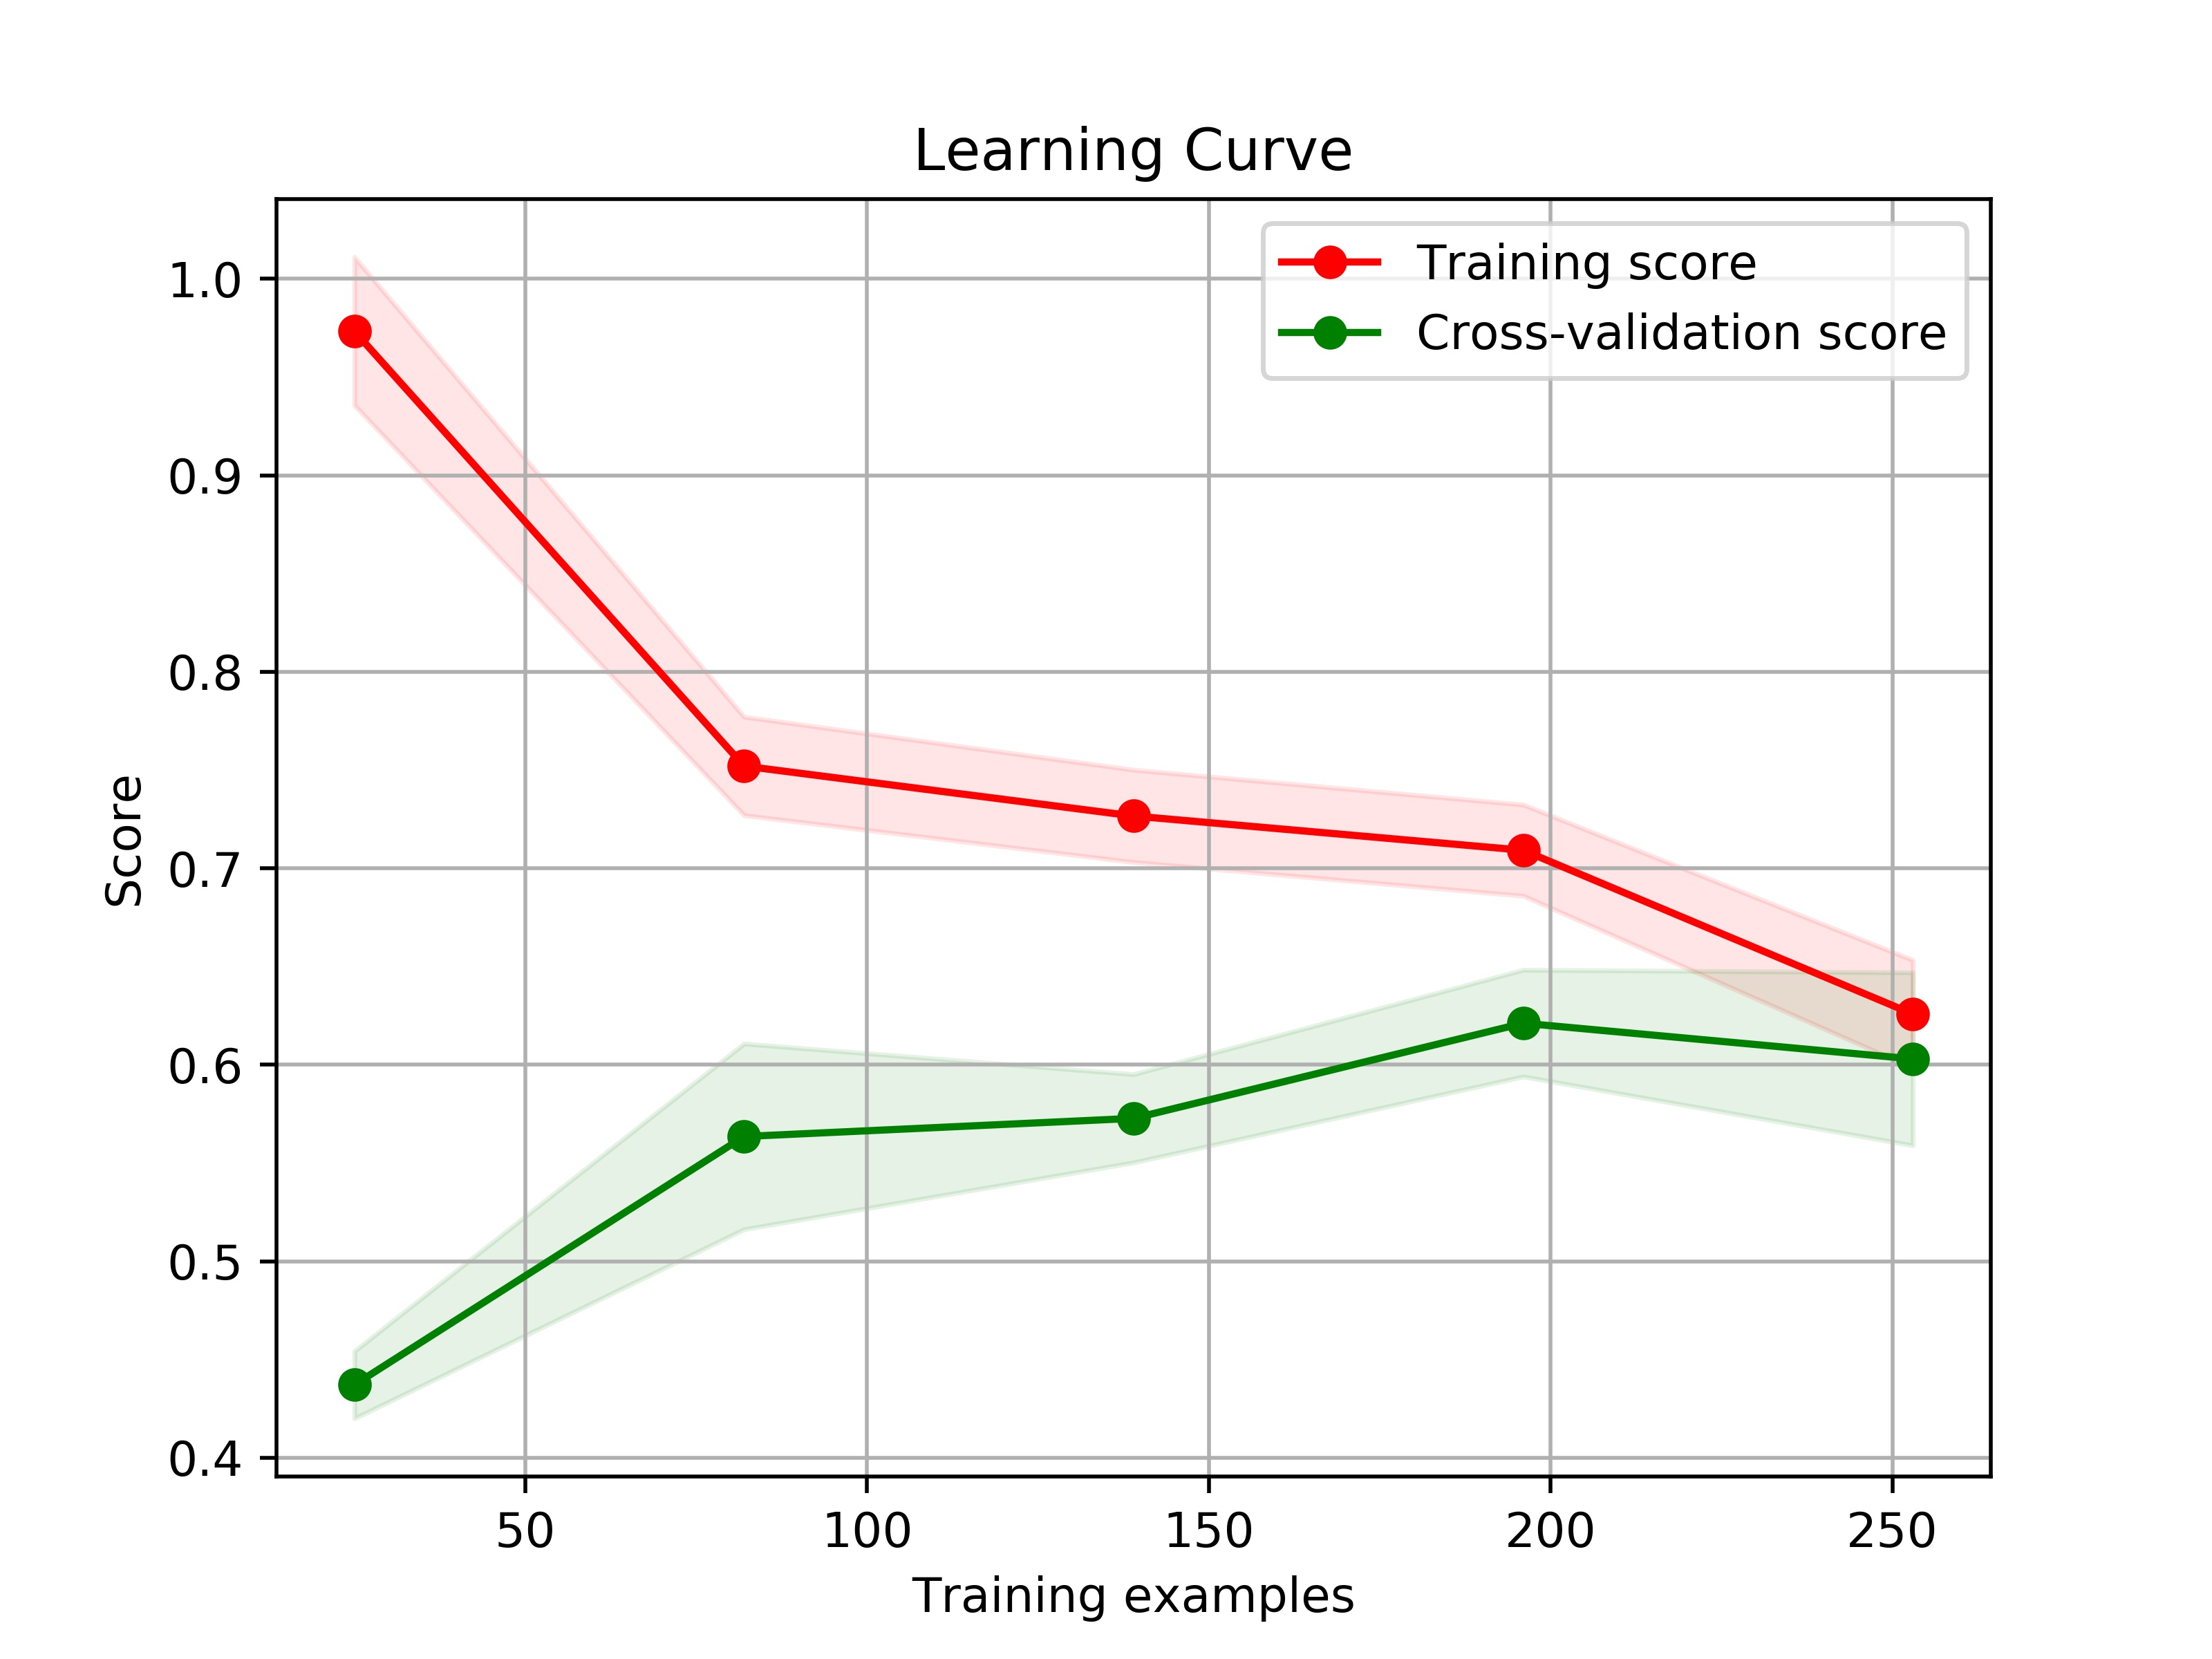 Learning Curve
Training score
Cross-validation score
1.0
0.9
0.8
0.7
0.6
0.5
0.4
Score
50 100 150 200 250
Training examples